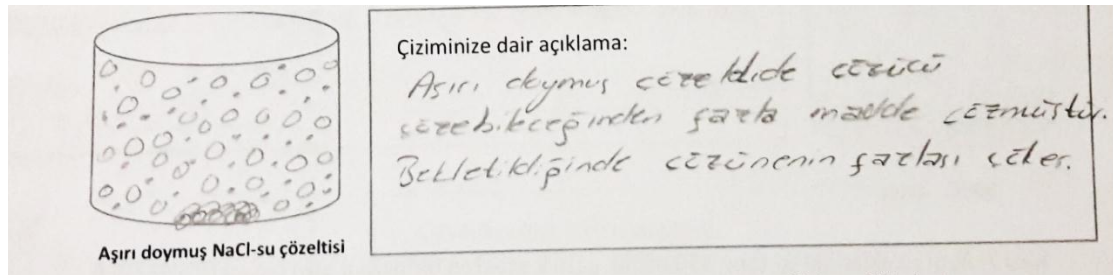 Çiziminize dair açıklama:
Aşırı doymuş çözeltide çözücü
çözebileceğinden fazla madde çözmüştür.
Bekletildiğinde çözünenin fazlası çöker.
Aşırı doymuş NaCl-su çözeltisi